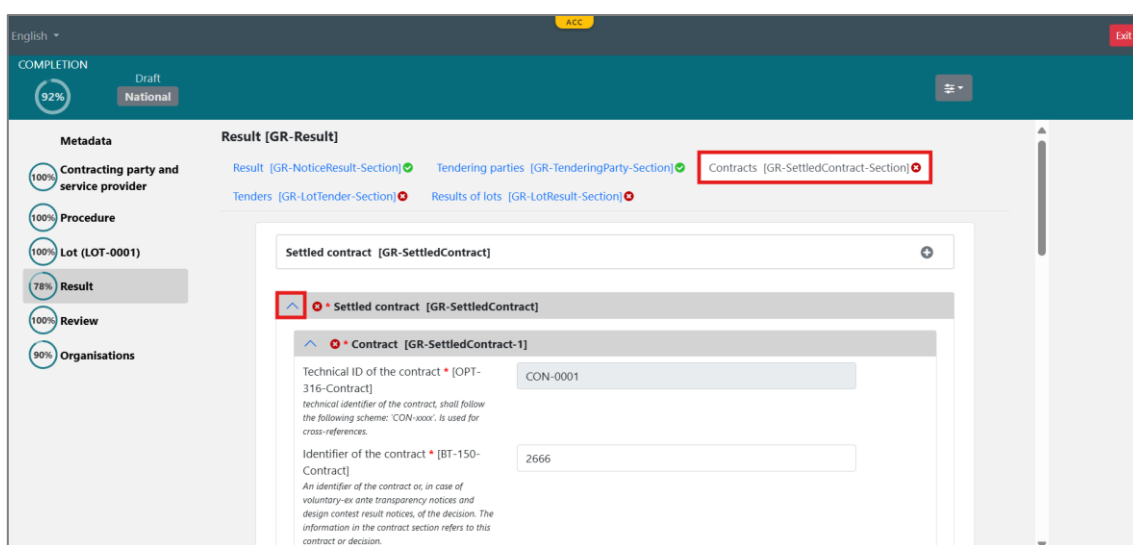 ACC
English
Exit
COMPLETION
92%
Draft
National
Metadata
100%
Contracting party and
service provider
100%
Procedure
100%
Lot (LOT-0001)
78%
Result
100%
Review
90%
Organisations
Result [GR-Result]
Result [GR-NoticeResult-Section]
Tendering parties [GR-TenderingParty-Section]
Contracts [GR-SettledContract-Section]
Tenders [GR-LotTender-Section]
Results of lots [GR-LotResult-Section]
Settled contract [GR-SettledContract]
* Settled contract [GR-SettledContract]
* Contract [GR-SettledContract-1]
Technical ID of the contract * [OPT-
316-Contract]
CON-0001
technical identifier of the contract, shall follow
the following scheme: 'CON-xxxx'. Is used for
cross-references.
Identifier of the contract * [BT-150-
Contract]
2666
An identifier of the contract or, in case of
voluntary-ex ante transparency notices and
design contest result notices, of the decision. The
information in the contract section refers to this
contract or decision.